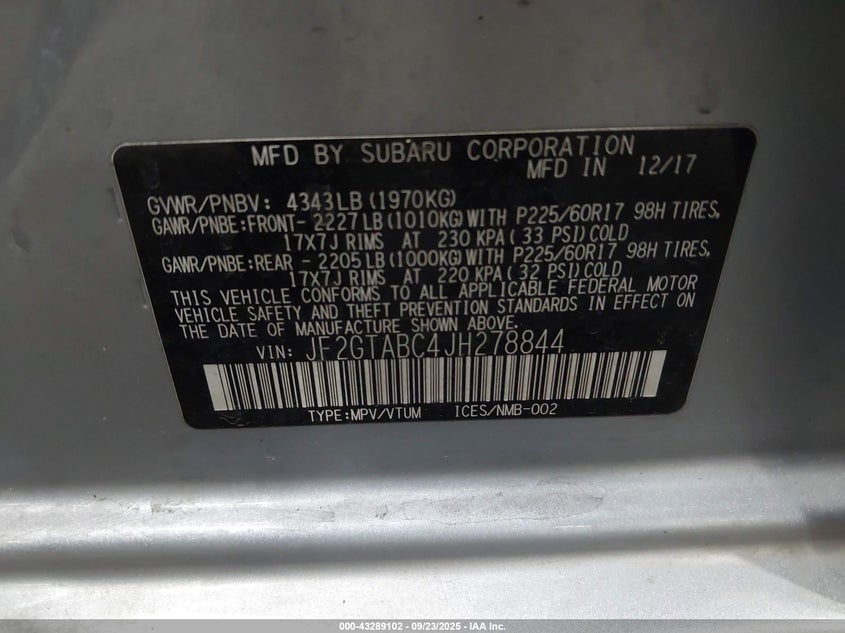 MFD BY SUBARU CORPORATION
MFD IN 12/17
GVWR/PNBV: 4343LB (1970KG)
GAWR/PNBE:FRONT- 2227LB (1010KG) WITH P225/60R17 98H TIRES,
17X7J RIMS AT 230 KPA( 33 PSI) COLD
GAWR/PNBE:REAR - 2205LB (1000KG) WITH P225/60R17 98H TIRES,
17X7J RIMS AT 220 KPA( 32 PSI) COLD
THIS VEHICLE CONFORMS TO ALL APPLICABLE FEDERAL MOTOR
VEHICLE SAFETY AND THEFT PREVENTION STANDARDS IN EFFECT ON
THE DATE OF MANUFACTURE SHOWN ABOVE.
VIN: JF2GTABC4JH278844
TYPE:MPV/VTUM ICES/NMB-002
000-43289102 - 09/23/2025 - IAA Inc.